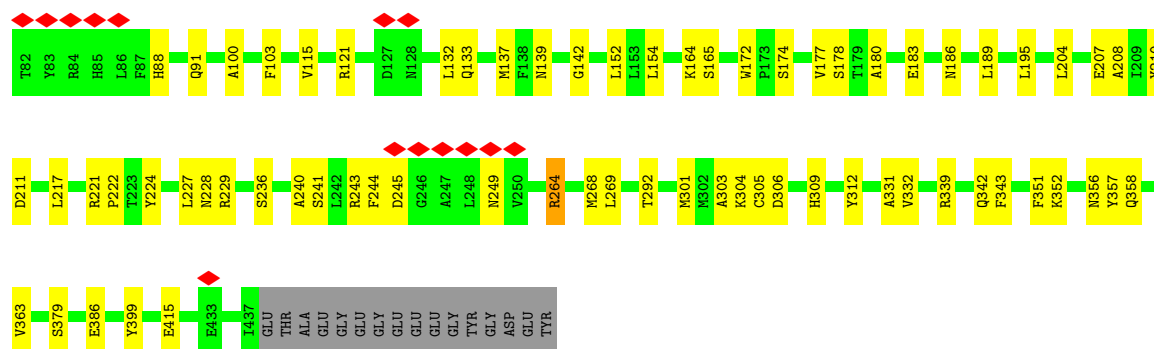 T82 Y83 R84 H85 L86 F87 H88 Q91 A100 F103 V115 R121 D127 N128 L132 Q133 M137 F138 N139 G142 L152 L153 L154 K164 S165 W172 P173 S174 V177 S178 T179 A180 E183 N186 L189 L195 L204 E207 A208 I209
D211 L217 R221 P222 T223 Y224 L227 N228 R229 S236 A240 S241 L242 R243 F244 D245 G246 A247 L248 N249 V250 R264 M268 L269 T292 M301 M302 A303 K304 C305 D306 H309 Y312 A331 V332 R339 Q342 F343 F351 K352 N356 Y357 Q358
V363 S379 E386 Y399 E415 E433 I437 GLU THR ALA GLU GLY GLU GLY GLU GLU GLU GLY TYR GLY ASP GLU TYR